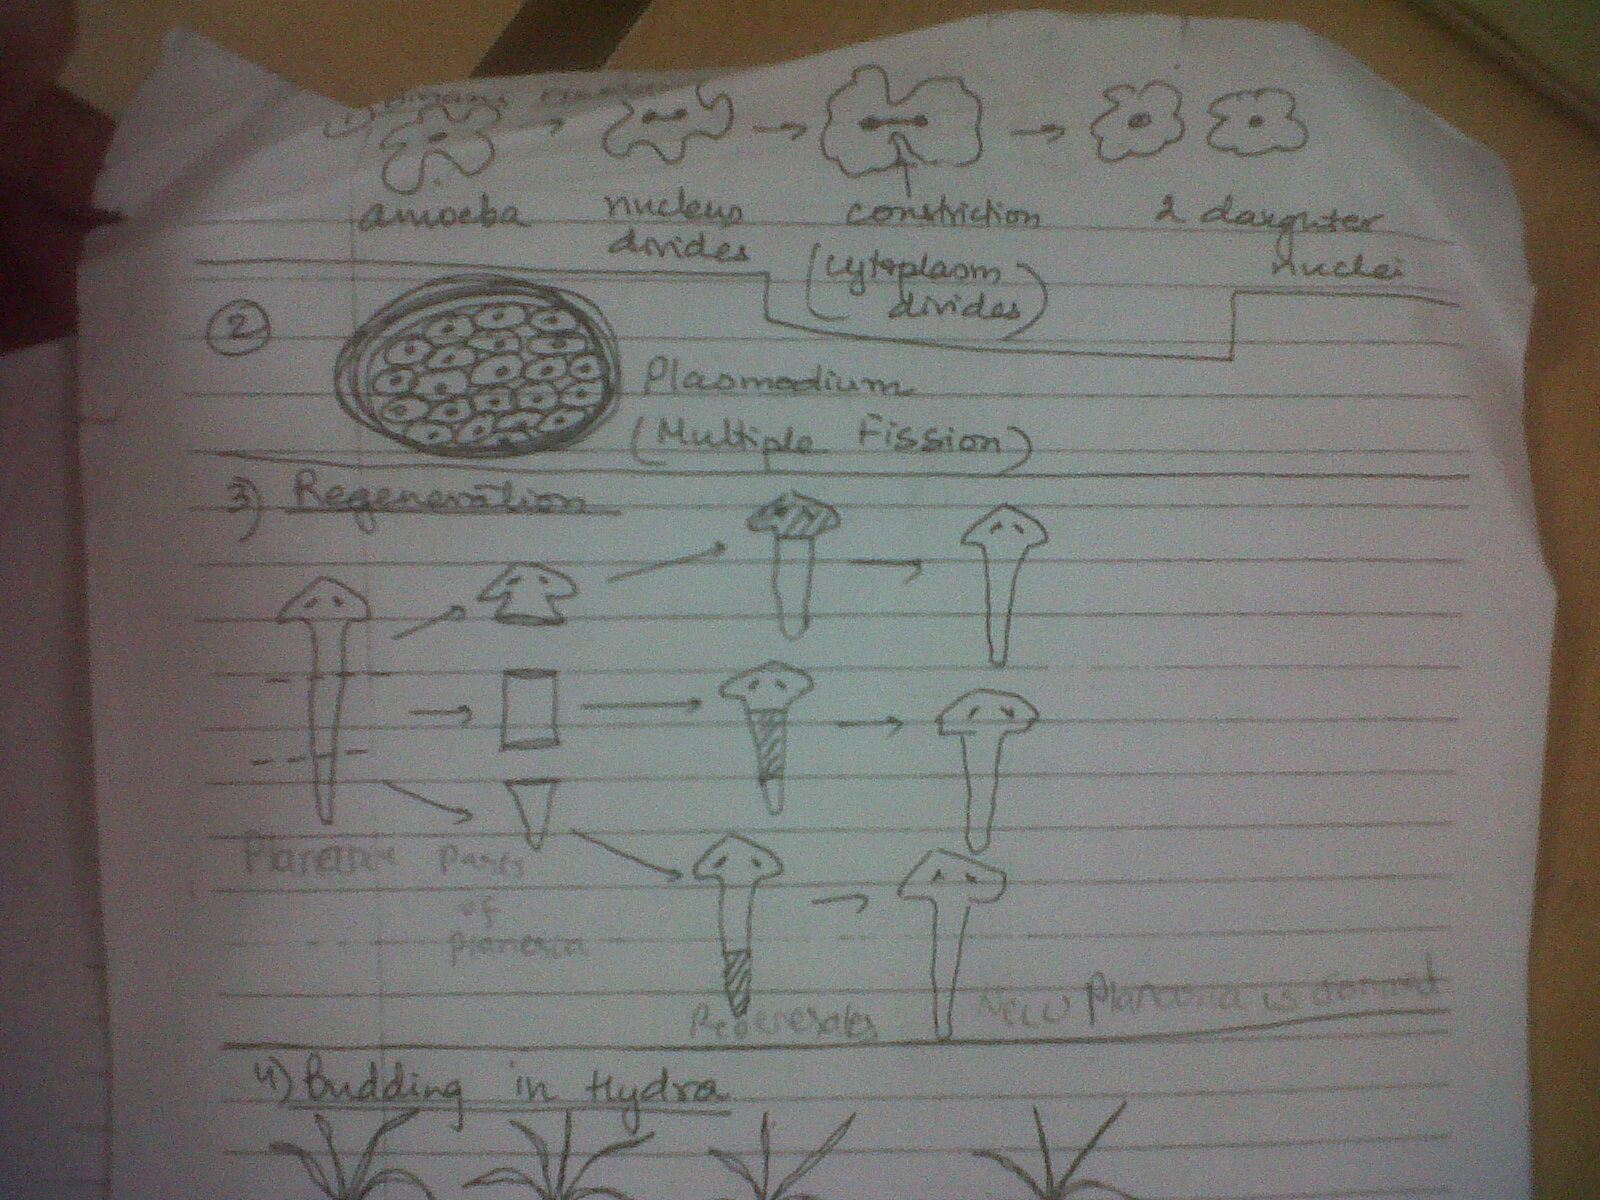 1) Binary Fission
amoeba
nucleus
divides
constriction
(cytoplasm
divides)
2 daughter
nuclei
2
Plasmodium
(Multiple Fission)
3) Regeneration
Planaria
Parts
of
planaria
Regenerates
New Planaria is formed
4) Budding in Hydra